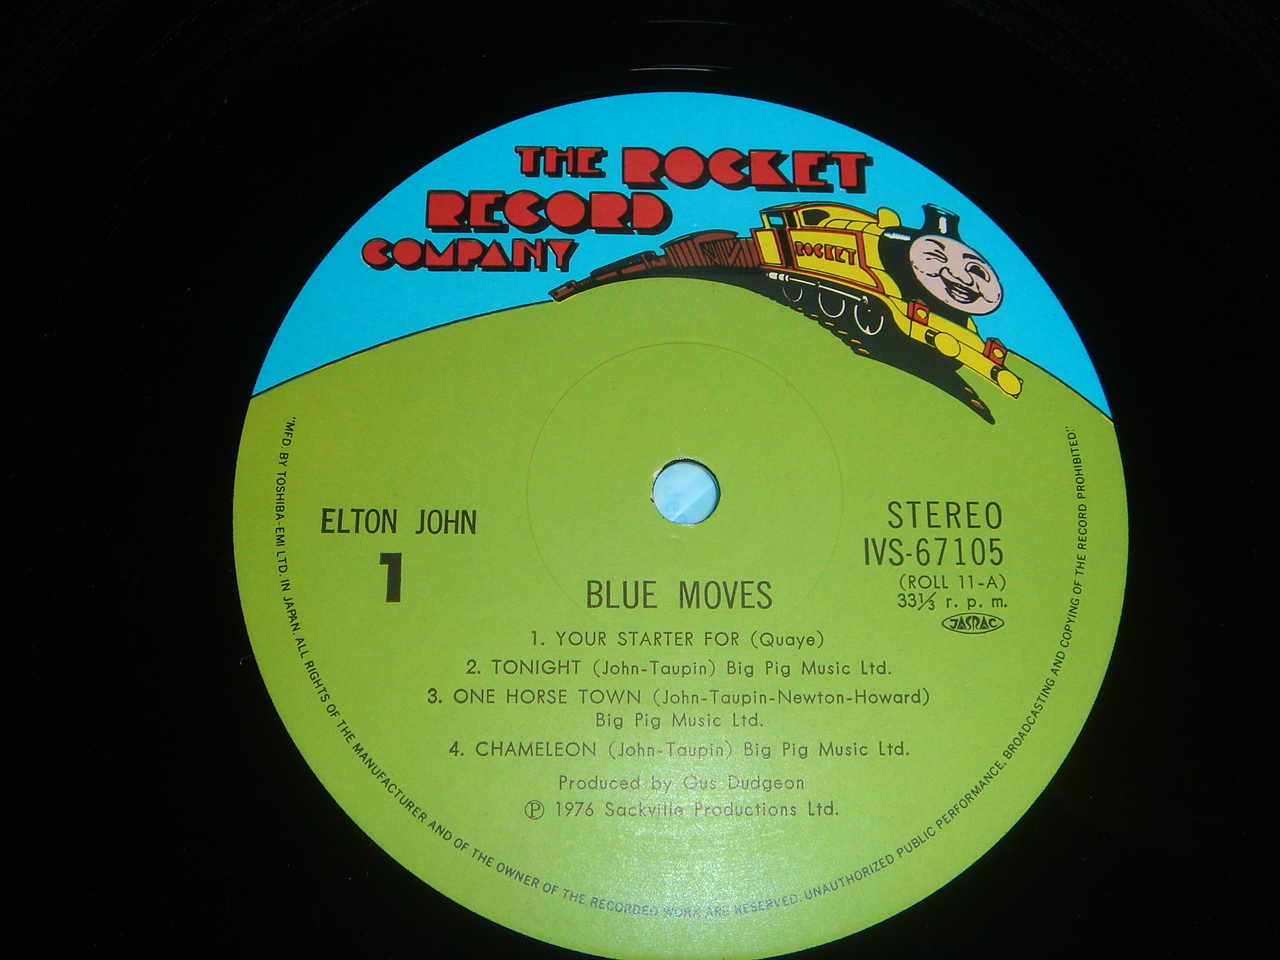 THE ROCKET
RECORD
COMPANY
ROCKET
ELTON JOHN
1
STEREO
IVS-67105
(ROLL 11-A)
33⅓ r. p. m.
JASRAC
BLUE MOVES
1. YOUR STARTER FOR (Quaye)
2. TONIGHT (John-Taupin) Big Pig Music Ltd.
3. ONE HORSE TOWN (John-Taupin-Newton-Howard)
Big Pig Music Ltd.
4. CHAMELEON (John-Taupin) Big Pig Music Ltd.
Produced by Gus Dudgeon
℗ 1976 Sackville Productions Ltd.
"MFD. BY TOSHIBA-EMI LTD. IN JAPAN. ALL RIGHTS OF THE MANUFACTURER AND OF THE OWNER OF THE RECORDED WORK ARE RESERVED. UNAUTHORIZED PUBLIC PERFORMANCE, BROADCASTING AND COPYING OF THE RECORD PROHIBITED."